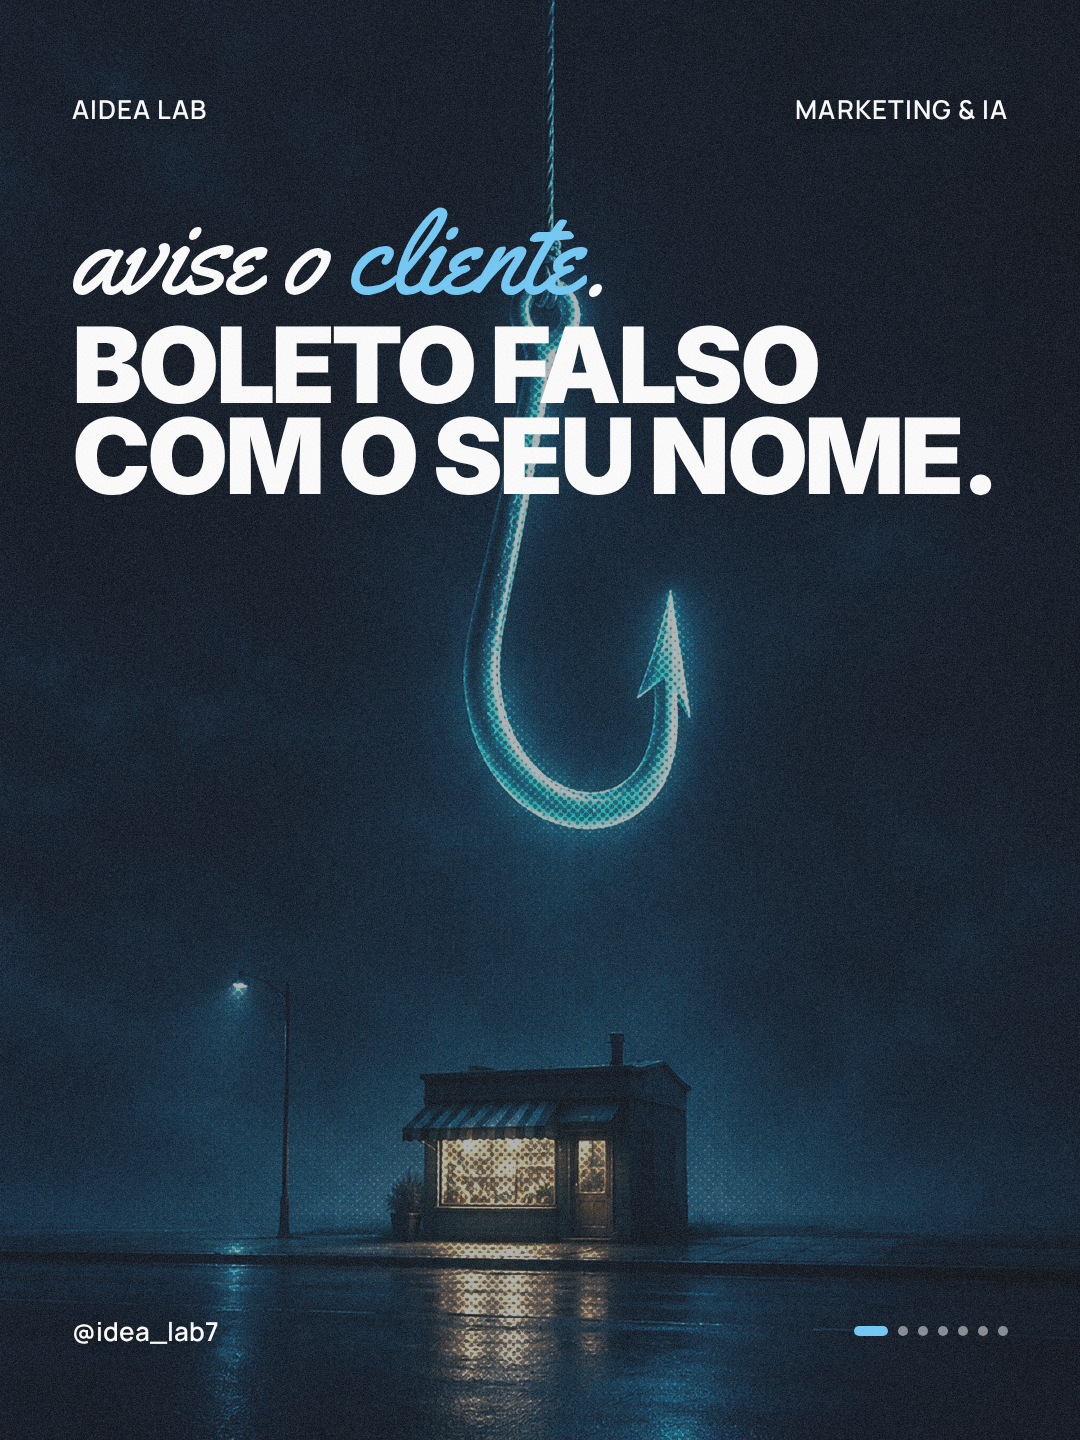 AIDEA LAB
MARKETING & IA
avise o cliente.
BOLETO FALSO
COM O SEU NOME.
@idea_lab7